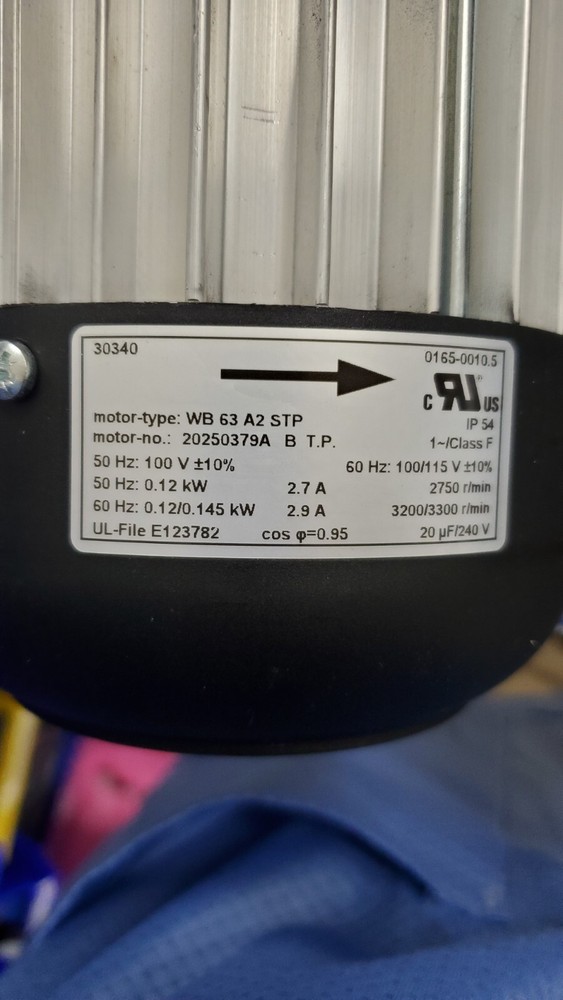 30340
0165-0010.5
c RU US
motor-type: WB 63 A2 STP
IP 54
motor-no.: 20250379A B T.P.
1~/Class F
50 Hz: 100 V ±10%
60 Hz: 100/115 V ±10%
50 Hz: 0.12 kW 2.7 A 2750 r/min
60 Hz: 0.12/0.145 kW 2.9 A 3200/3300 r/min
UL-File E123782 cos φ=0.95 20 µF/240 V